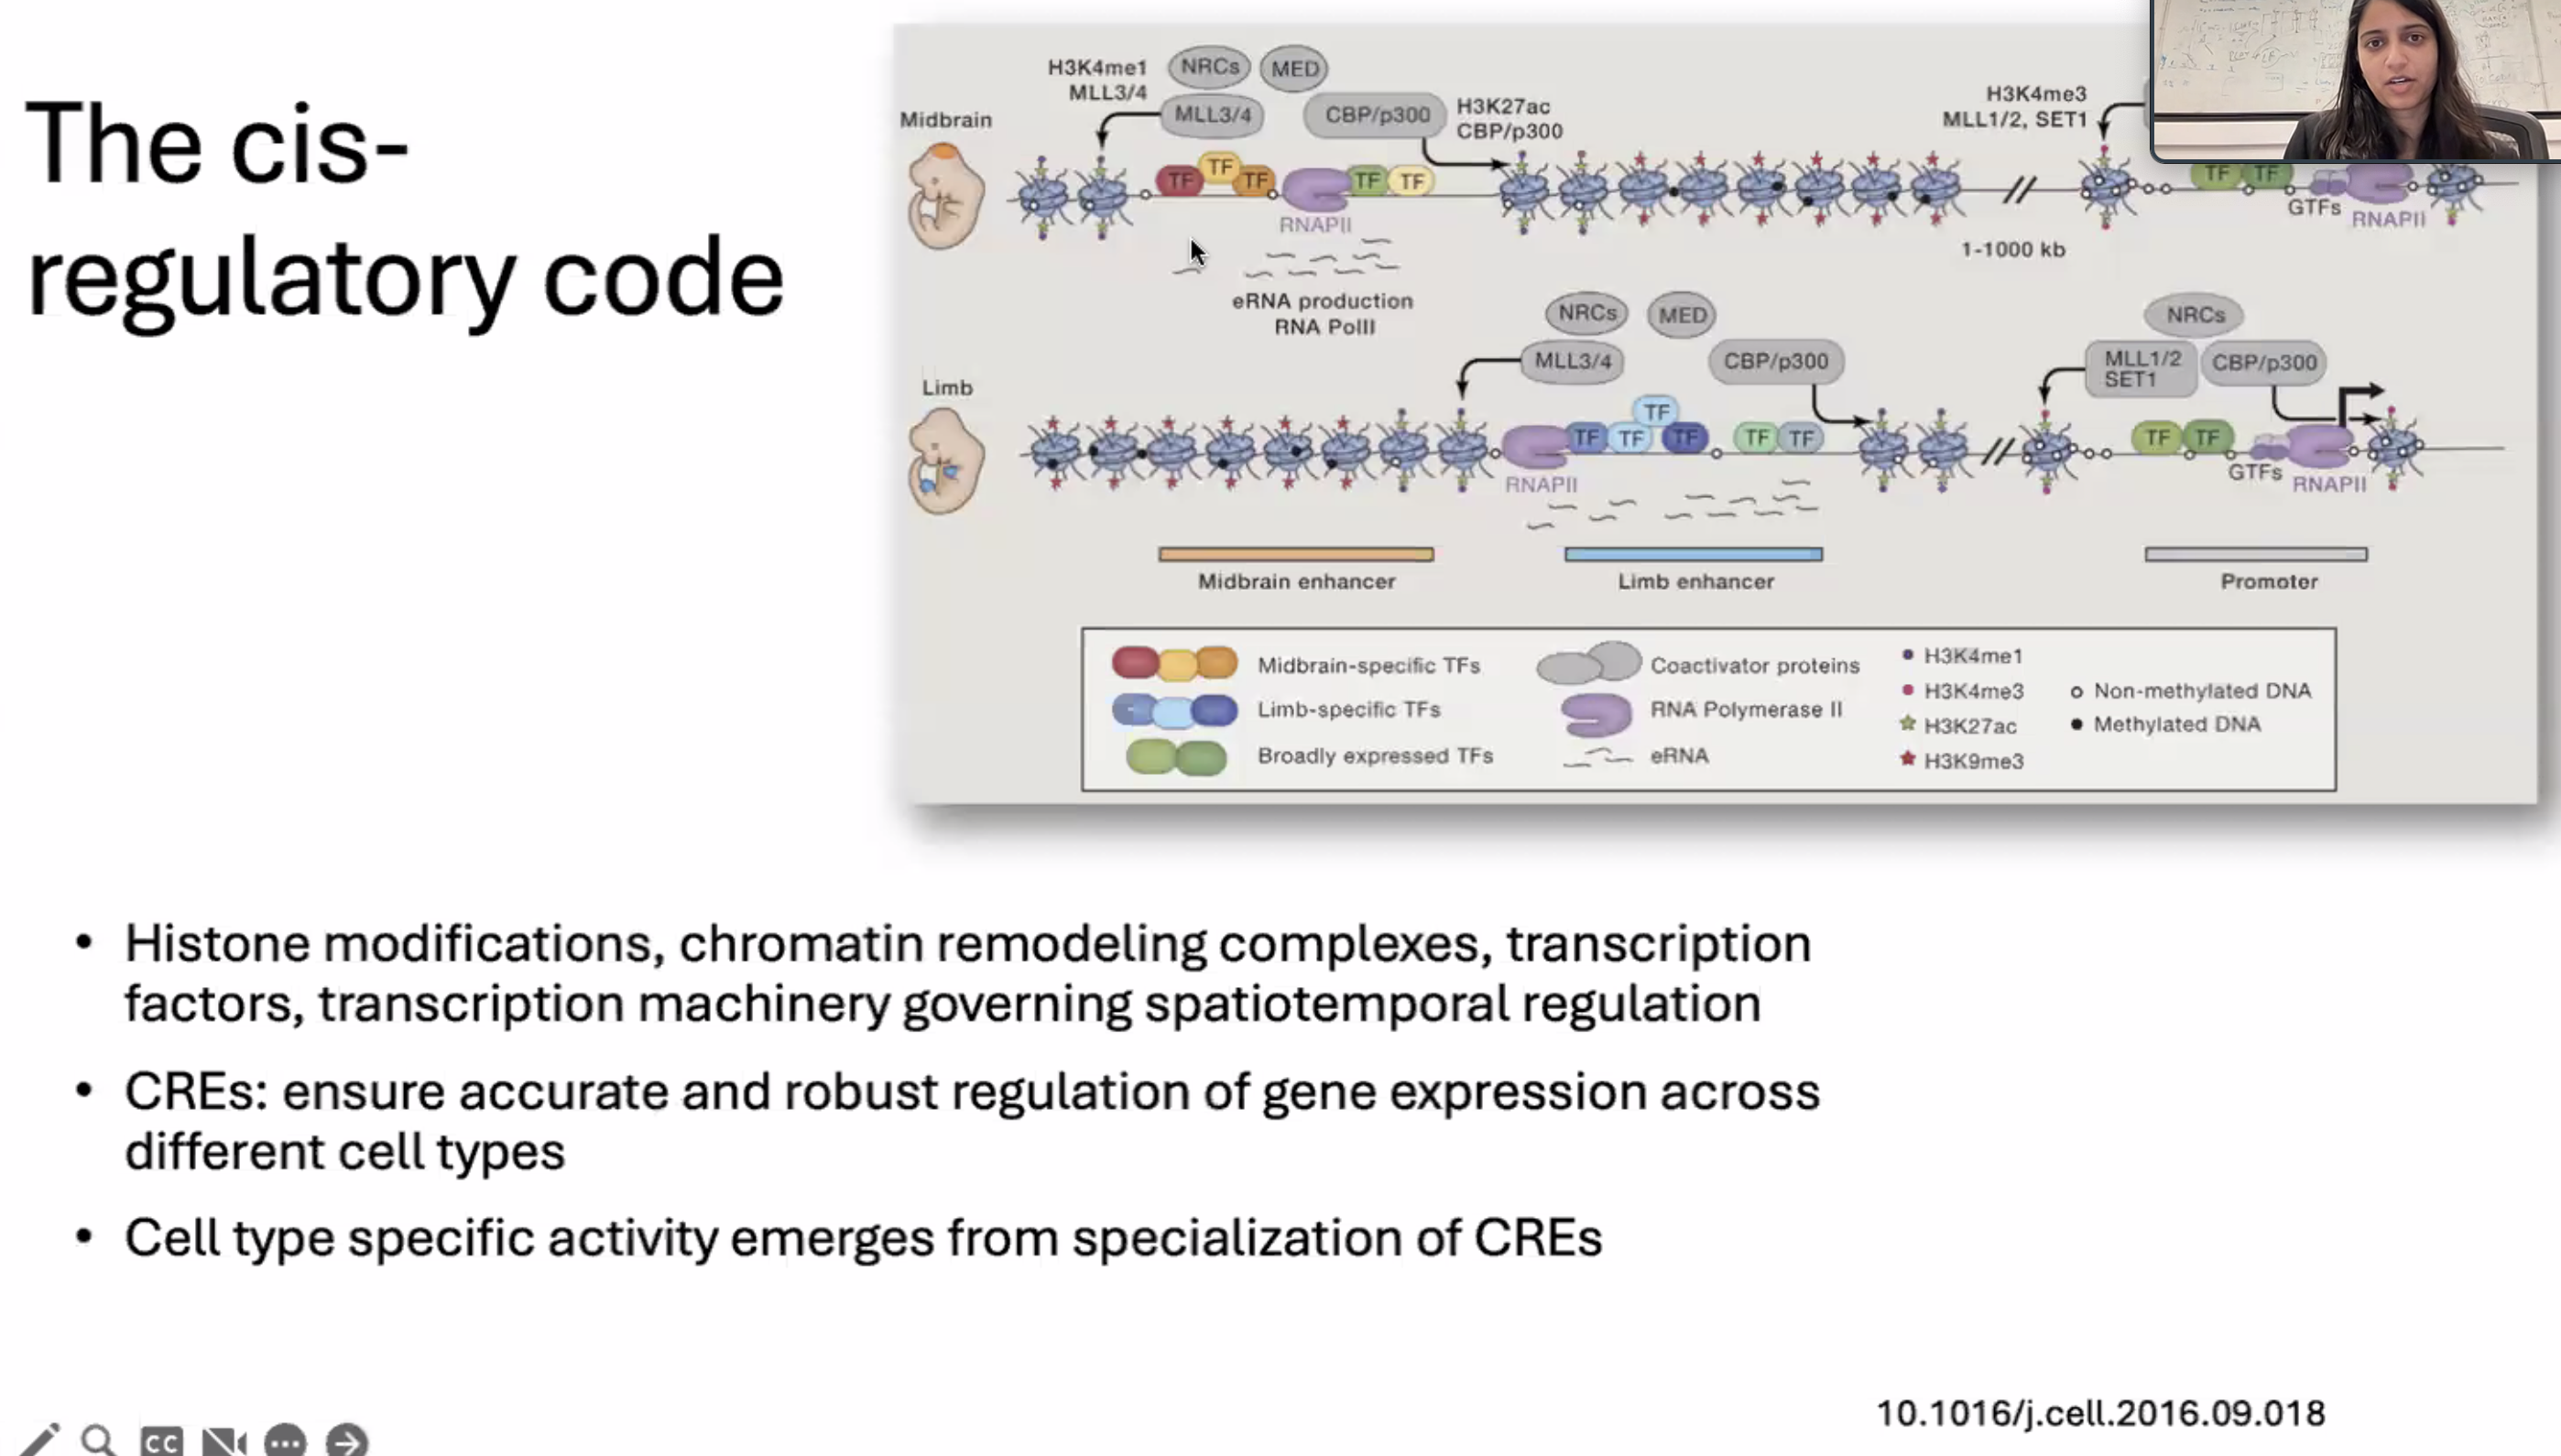 The cis-
regulatory code
H3K4me1
MLL3/4
NRCs
MED
MLL3/4
CBP/p300
H3K27ac
CBP/p300
H3K4me3
MLL1/2, SET1
Midbrain
TF
TF
TF
TF
TF
RNAPII
TF
TF
GTFs
RNAPII
1-1000 kb
eRNA production
RNA PolII
NRCs
MED
MLL3/4
CBP/p300
NRCs
MLL1/2
SET1
CBP/p300
Limb
TF
TF
TF
TF
TF
TF
RNAPII
TF
TF
GTFs
RNAPII
Midbrain enhancer
Limb enhancer
Promoter
Midbrain-specific TFs
Limb-specific TFs
Broadly expressed TFs
Coactivator proteins
RNA Polymerase II
eRNA
H3K4me1
H3K4me3
H3K27ac
H3K9me3
Non-methylated DNA
Methylated DNA
• Histone modifications, chromatin remodeling complexes, transcription
factors, transcription machinery governing spatiotemporal regulation
• CREs: ensure accurate and robust regulation of gene expression across
different cell types
• Cell type specific activity emerges from specialization of CREs
10.1016/j.cell.2016.09.018
CC